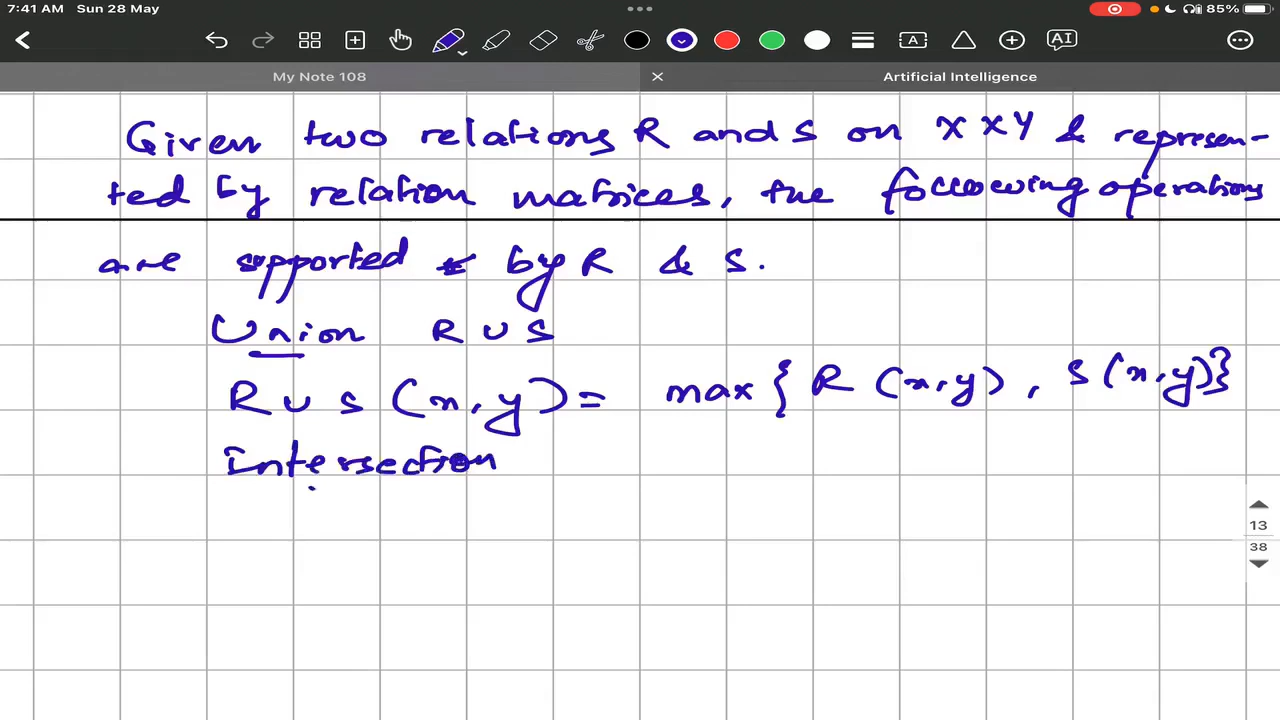 7:41 AM Sun 28 May
85%
A
AI
My Note 108
Artificial Intelligence
Given two relations R and S on X X Y & represen-
ted by relation matrices, the following operations
are supported by R & S.
Union R ∪ S
R ∪ S (x, y) = max { R (x, y), S (x, y)}
Intersection
13
38